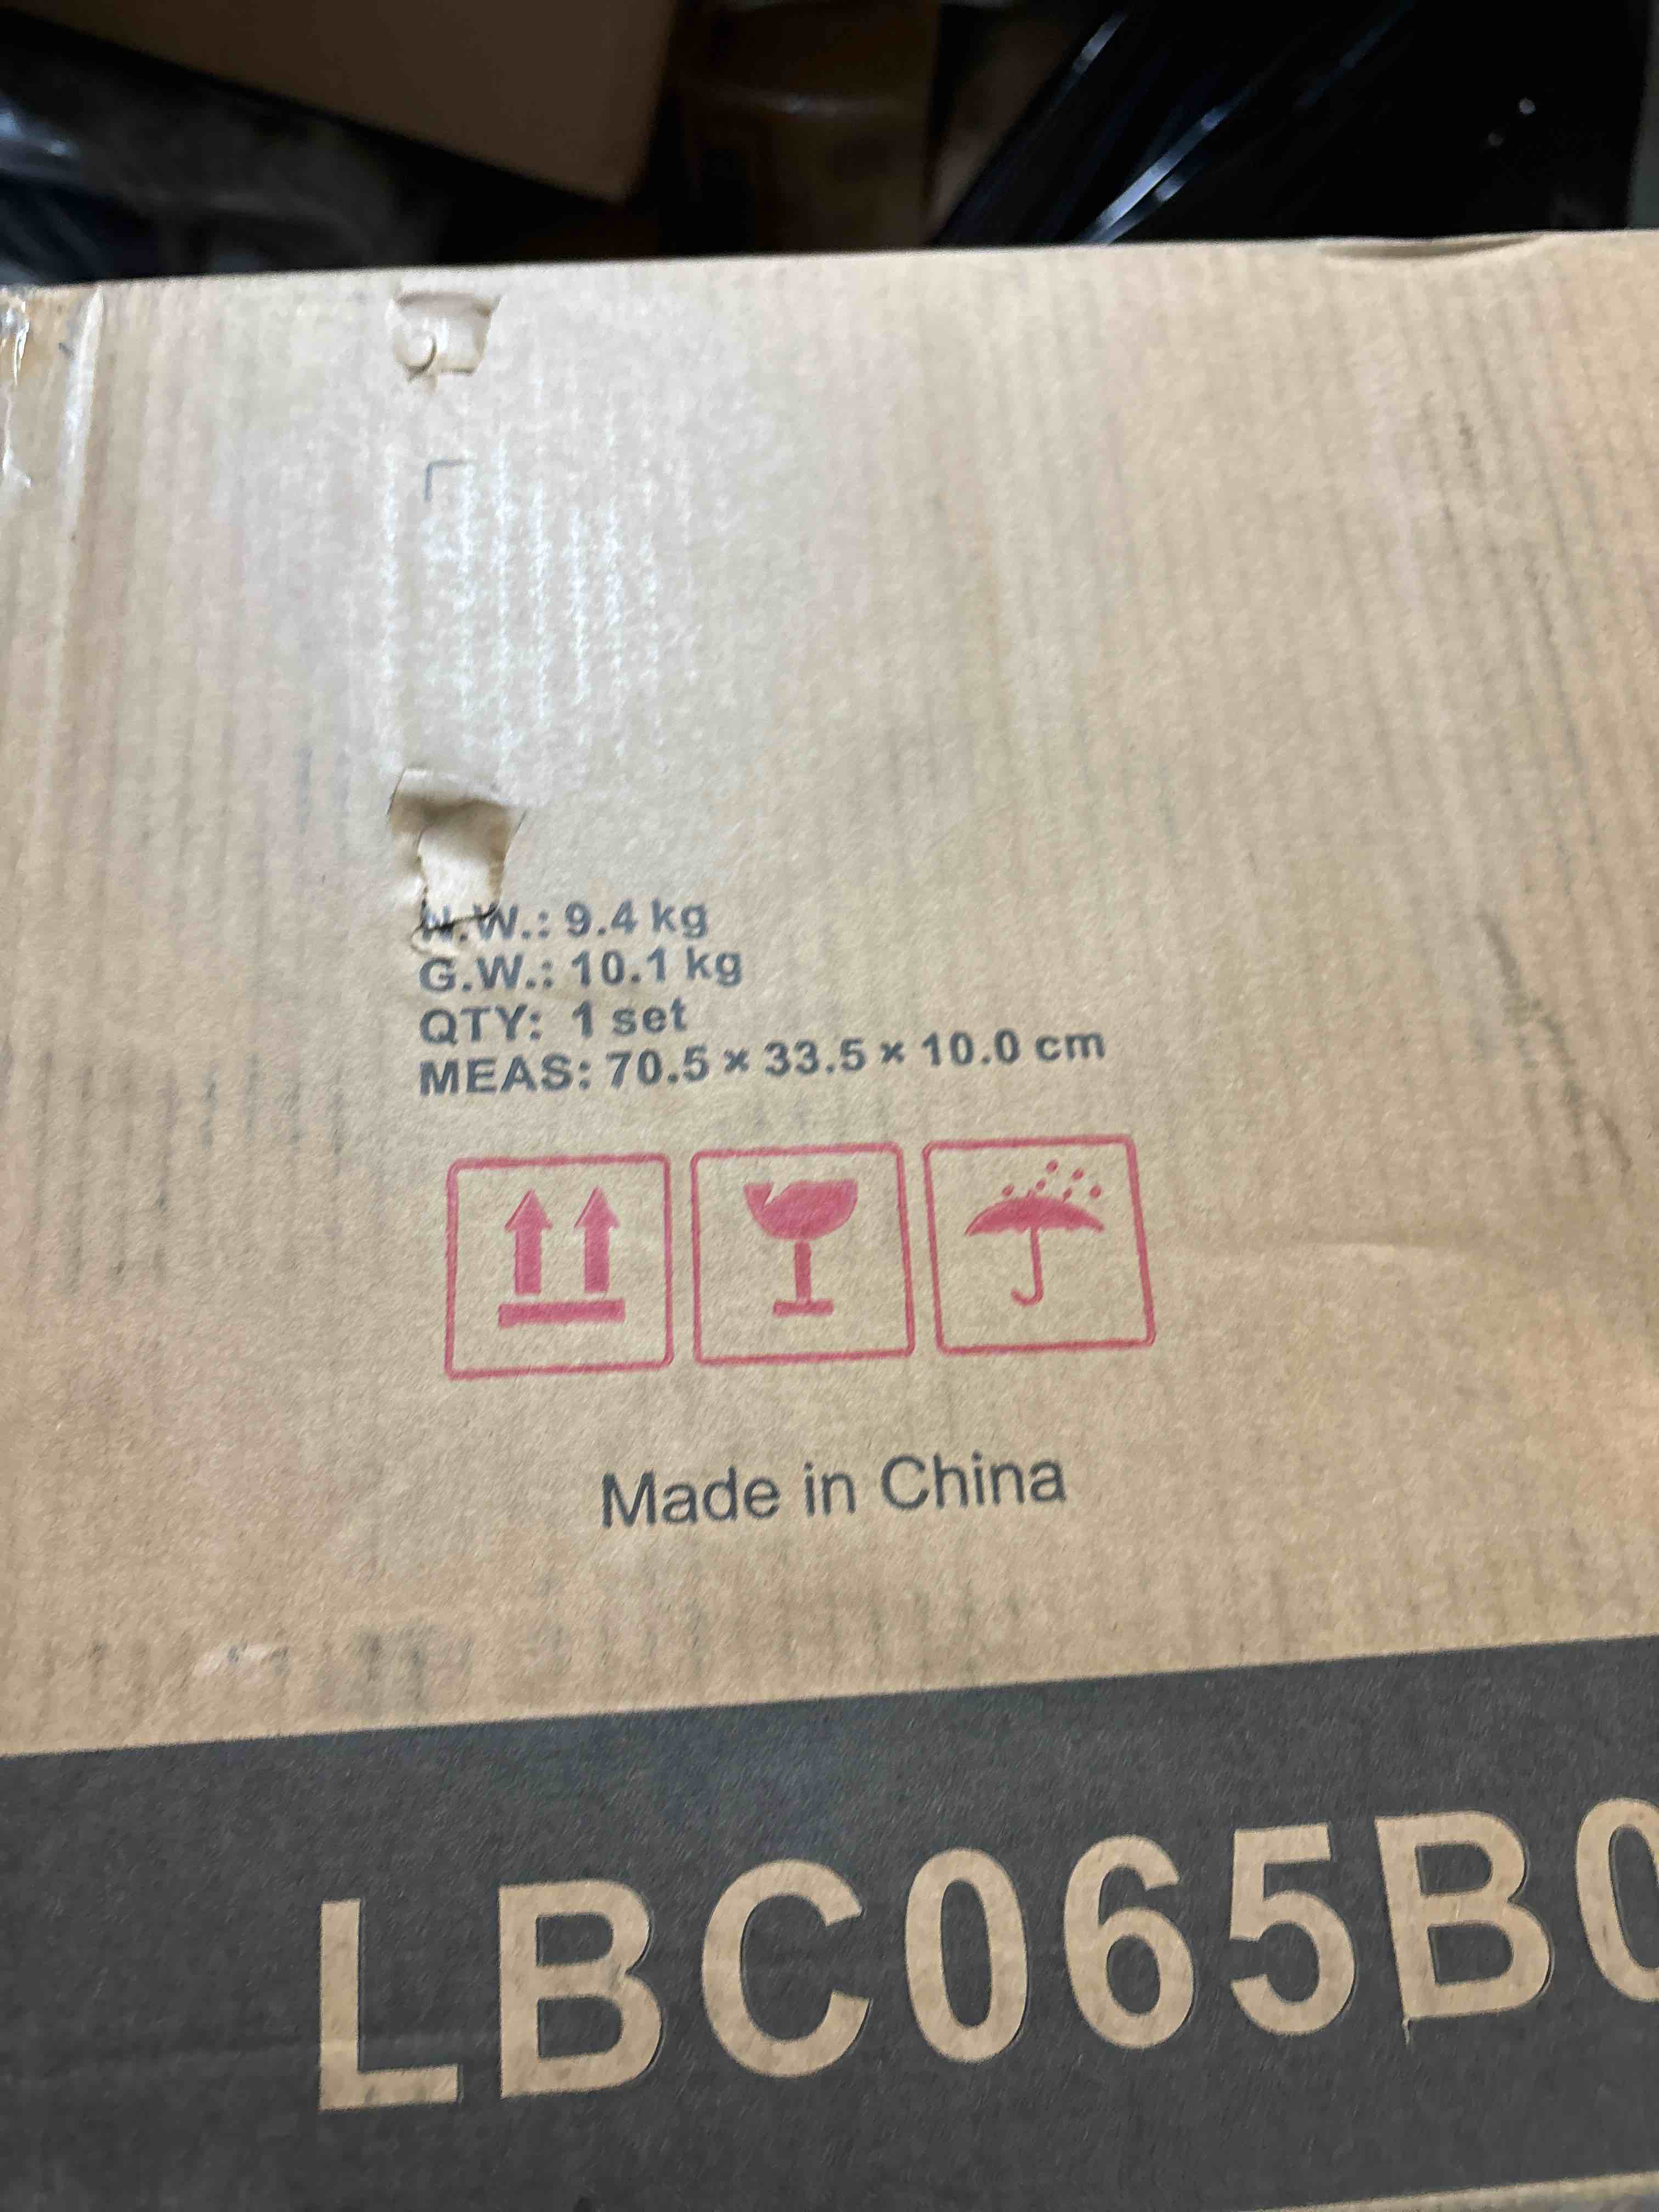 N.W.: 9.4 kg
G.W.: 10.1 kg
QTY: 1 set
MEAS: 70.5 × 33.5 × 10.0 cm
Made in China
LBC065B0